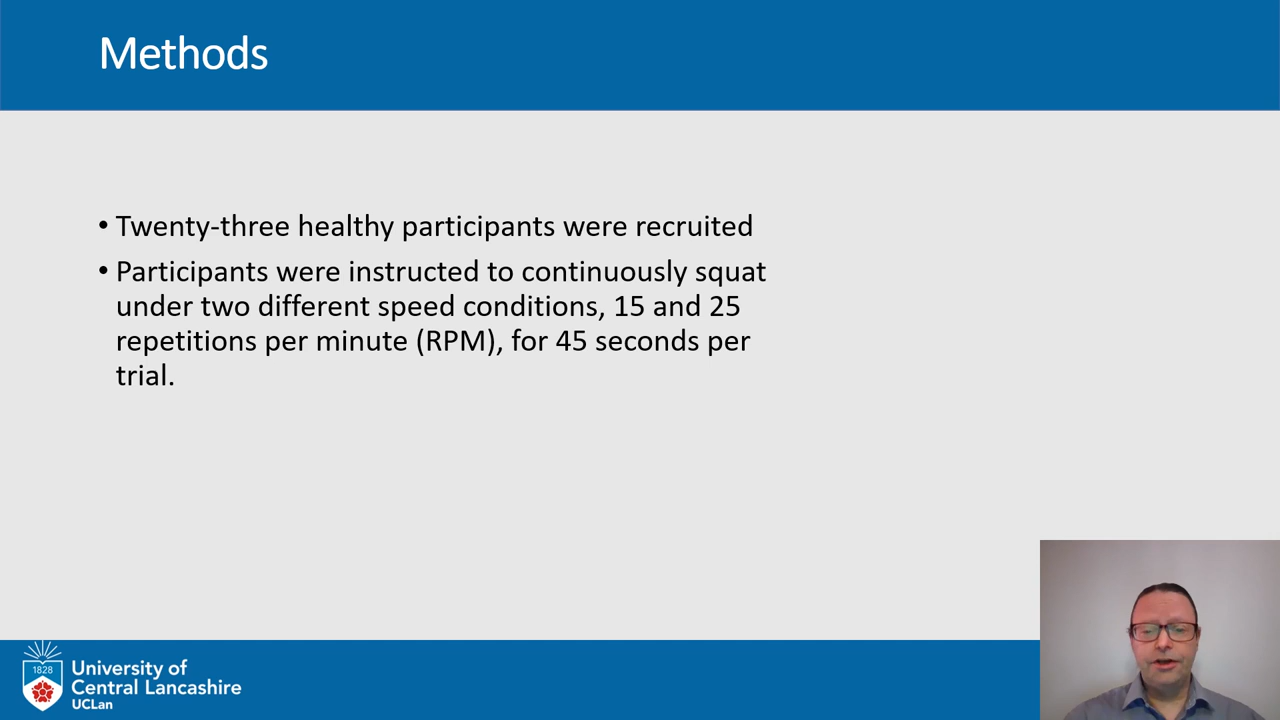 Methods
• Twenty-three healthy participants were recruited
• Participants were instructed to continuously squat
under two different speed conditions, 15 and 25
repetitions per minute (RPM), for 45 seconds per
trial.
1828
University of
Central Lancashire
UCLan